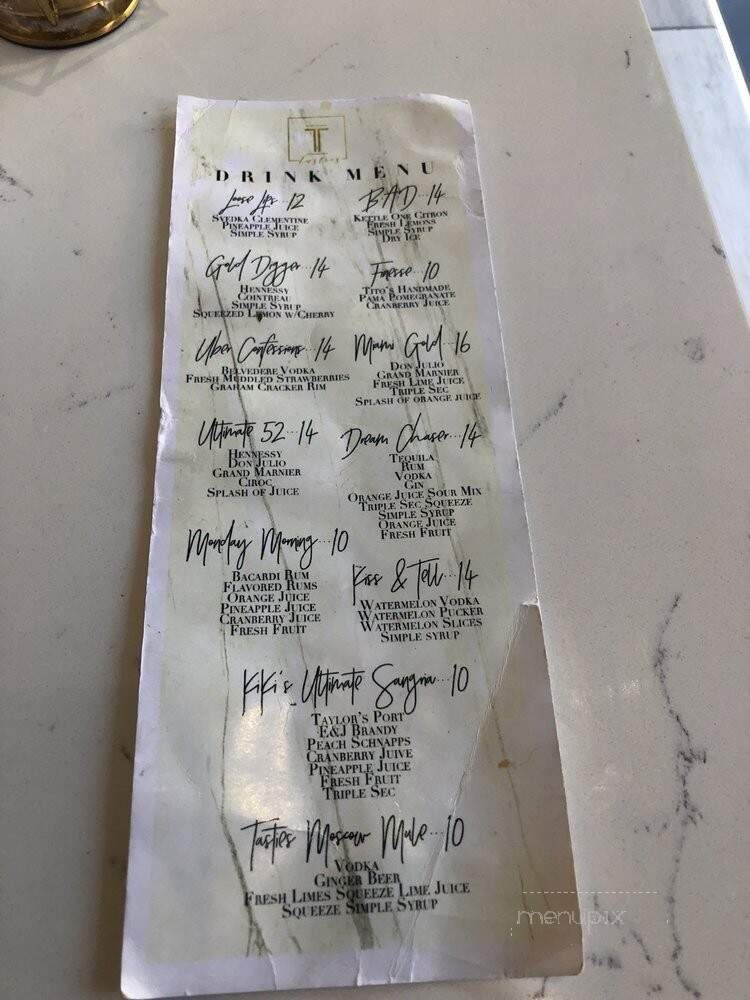 T
Tasties
DRINK MENU
Loose Lips...12
Svedka Clementine
Pineapple Juice
Simple Syrup
BAD...14
Kettle One Citron
Fresh Lemons
Simple Syrup
Dry Ice
Gold Digger...14
Hennessy
Cointreau
Simple Syrup
Squeezed Lemon w/Cherry
Finesse...10
Tito's Handmade
Pama Pomegranate
Cranberry Juice
Uber Confessions...14
Belvedere Vodka
Fresh Muddled Strawberries
Graham Cracker Rim
Miami Gold...16
Don Julio
Grand Marnier
Fresh Lime Juice
Triple Sec
Splash of orange juice
Ultimate 52...14
Hennessy
Don Julio
Grand Marnier
Ciroc
Splash of Juice
Dream Chaser...14
Tequila
Rum
Vodka
Gin
Orange Juice Sour Mix
Triple Sec Squeeze
Simple Syrup
Orange Juice
Fresh Fruit
Monday Morning...10
Bacardi Rum
Flavored Rums
Orange Juice
Pineapple Juice
Cranberry Juice
Fresh Fruit
Kiss & Tell...14
Watermelon Vodka
Watermelon Pucker
Watermelon Slices
Simple syrup
KiKi's Ultimate Sangria...10
Taylor's Port
E&J Brandy
Peach Schnapps
Cranberry Juive
Pineapple Juice
Fresh Fruit
Triple Sec
Tasties Moscow Mule...10
Vodka
Ginger Beer
Fresh Limes Squeeze Lime Juice
Squeeze Simple Syrup
menupix